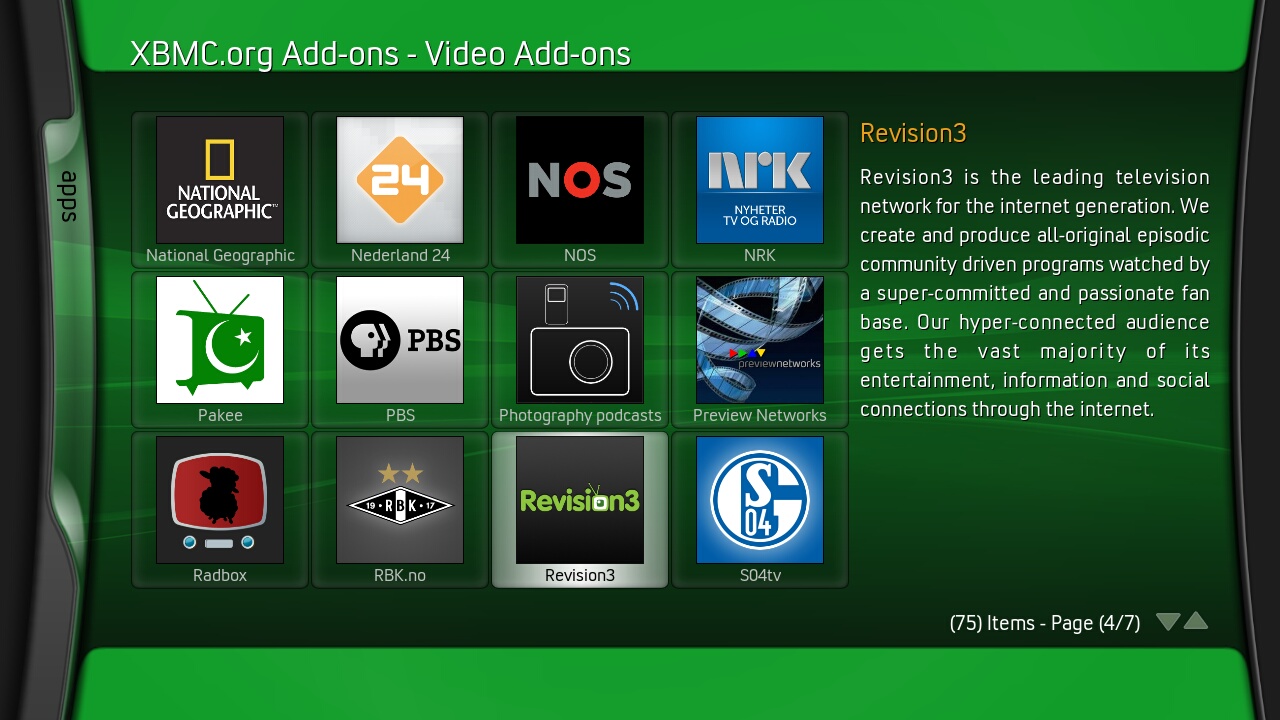 XBMC.org Add-ons - Video Add-ons
apps
NATIONAL
GEOGRAPHIC™
National Geographic
24
Nederland 24
NOS
NOS
NRK
NYHETER
TV OG RADIO
NRK
Pakee
PBS
PBS
Photography podcasts
previewnetworks
Preview Networks
Radbox
19 • RBK • 17
RBK.no
Revision3
Revision3
S
04
S04tv
Revision3
Revision3 is the leading television
network for the internet generation. We
create and produce all-original episodic
community driven programs watched by
a super-committed and passionate fan
base. Our hyper-connected audience
gets the vast majority of its
entertainment, information and social
connections through the internet.
(75) Items - Page (4/7)